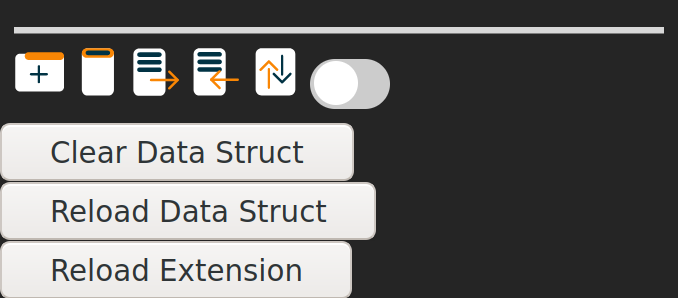 Clear Data Struct
Reload Data Struct
Reload Extension